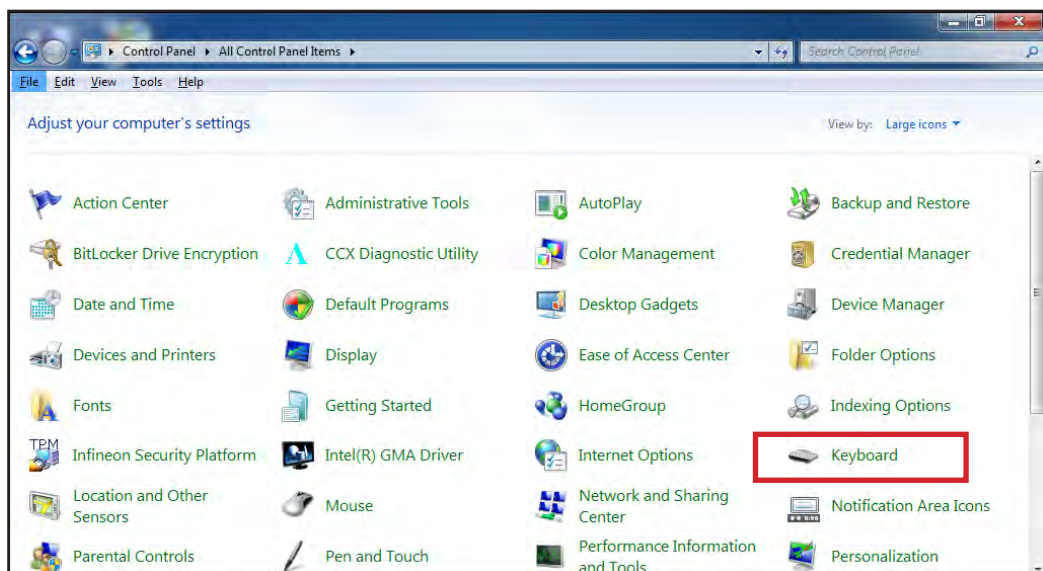 Control Panel ▸ All Control Panel Items ▸
Search Control Panel
File Edit View Tools Help
Adjust your computer's settings
View by: Large icons
Action Center
Administrative Tools
AutoPlay
Backup and Restore
BitLocker Drive Encryption
CCX Diagnostic Utility
Color Management
Credential Manager
Date and Time
Default Programs
Desktop Gadgets
Device Manager
Devices and Printers
Display
Ease of Access Center
Folder Options
Fonts
Getting Started
HomeGroup
Indexing Options
TPM
Infineon Security Platform
Intel(R) GMA Driver
Internet Options
Keyboard
Location and Other
Sensors
Mouse
Network and Sharing
Center
Notification Area Icons
Parental Controls
Pen and Touch
Performance Information
and Tools
Personalization